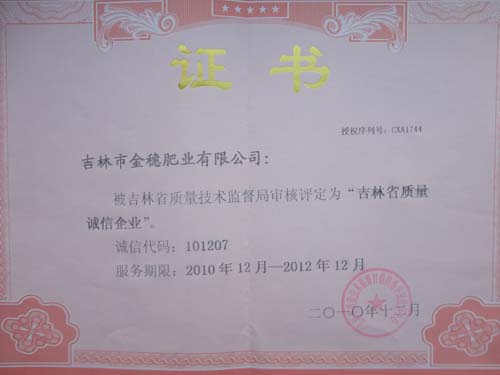 证书
授权序列号：CXA1744
吉林市金穗肥业有限公司：
被吉林省质量技术监督局审核评定为“吉林省质量
诚信企业”。
诚信代码：101207
服务期限：2010年12月—2012年12月
二〇一〇年十二月